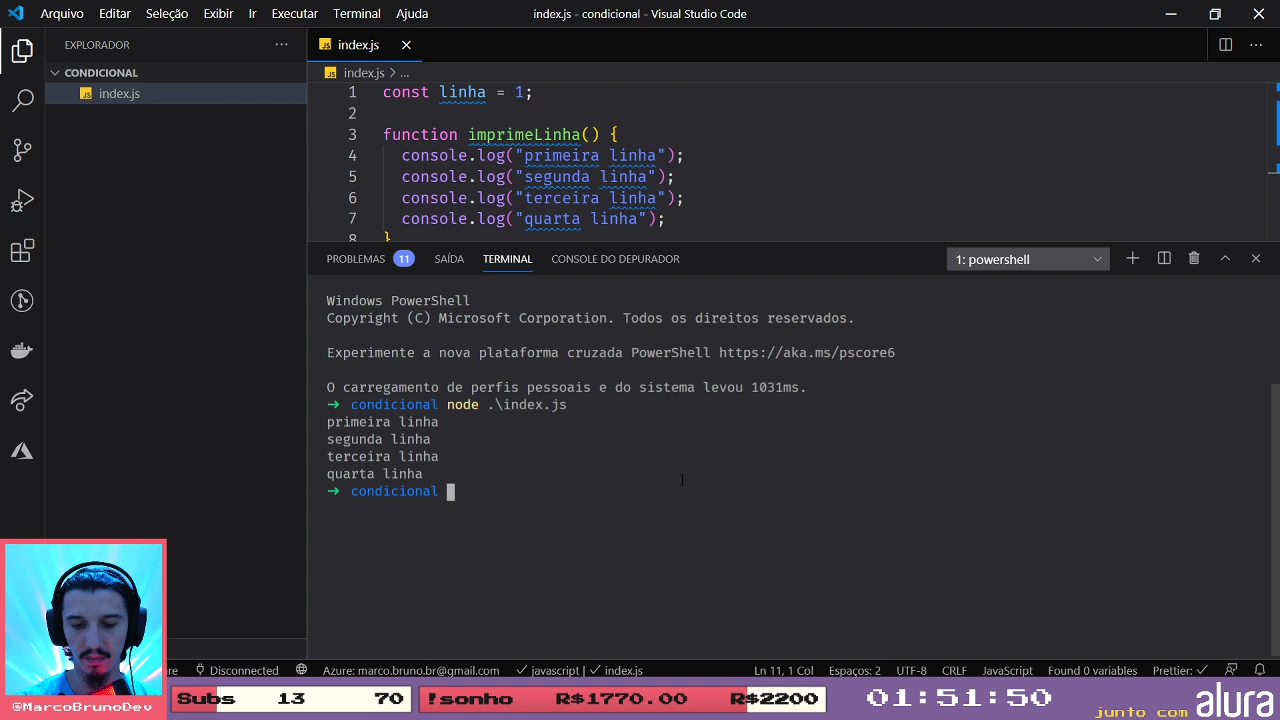 Arquivo Editar Seleção Exibir Ir Executar Terminal Ajuda
index.js - condicional - Visual Studio Code
EXPLORADOR
CONDICIONAL
JS index.js
JS index.js
JS index.js > ...
1 const linha = 1;
2
3 function imprimeLinha() {
4 console.log("primeira linha");
5 console.log("segunda linha");
6 console.log("terceira linha");
7 console.log("quarta linha");
8 }
PROBLEMAS 11 SAÍDA TERMINAL CONSOLE DO DEPURADOR
1: powershell
Windows PowerShell
Copyright (C) Microsoft Corporation. Todos os direitos reservados.
Experimente a nova plataforma cruzada PowerShell https://aka.ms/pscore6
O carregamento de perfis pessoais e do sistema levou 1031ms.
➜ condicional node .\index.js
primeira linha
segunda linha
terceira linha
quarta linha
➜ condicional
Disconnected Azure: marco.bruno.br@gmail.com ✓ javascript | ✓ index.js Ln 11, Col 1 Espaços: 2 UTF-8 CRLF JavaScript Found 0 variables Prettier: ✓
@MarcoBrunoDev
Subs 13 70
!sonho R$1770.00 R$2200
01:51:50
alura
junto com